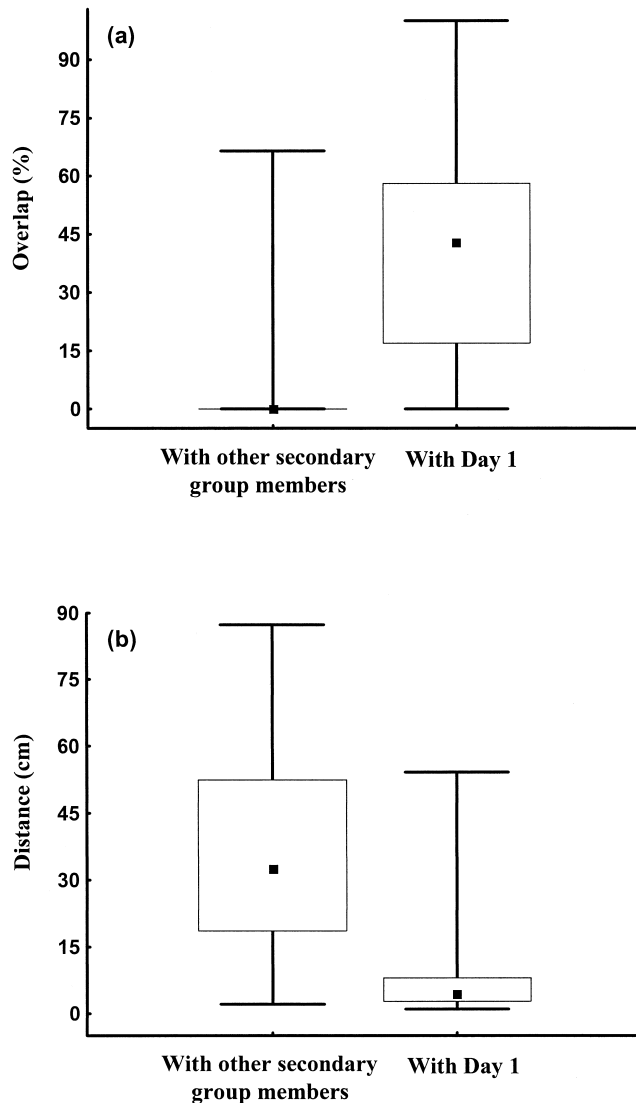 (a)
Overlap (%)
90
75
60
45
30
15
0
With other secondary
group members
With Day 1
(b)
Distance (cm)
90
75
60
45
30
15
0
With other secondary
group members
With Day 1